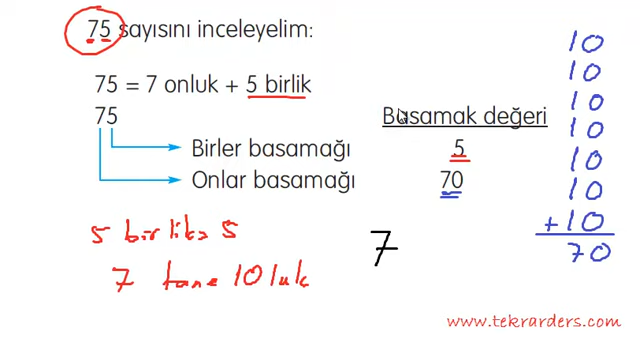 75 sayısını inceleyelim:
75 = 7 onluk + 5 birlik
75
Birler basamağı
Onlar basamağı
Basamak değeri
5
70
10
10
10
10
10
10
+10
70
5 birlik = 5
7 tane 10luk
7
www.tekrarders.com